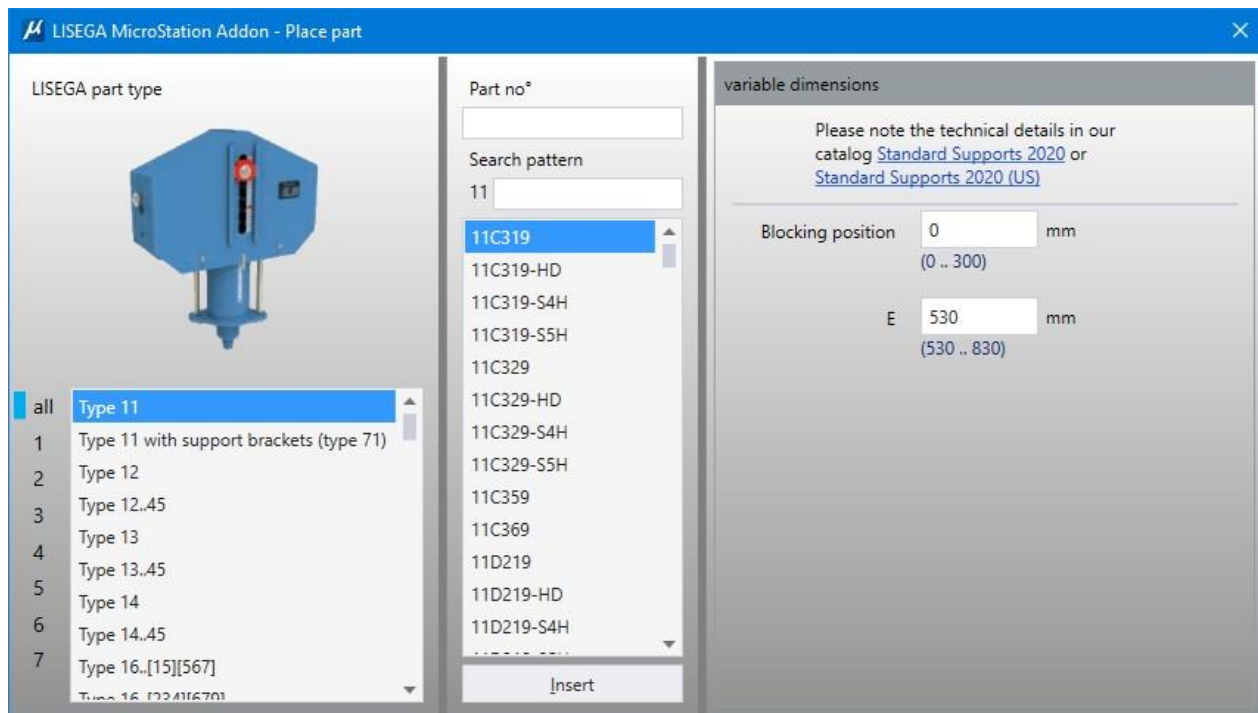 LISEGA MicroStation Addon - Place part
LISEGA part type
all
1
2
3
4
5
6
7
Type 11
Type 11 with support brackets (type 71)
Type 12
Type 12..45
Type 13
Type 13..45
Type 14
Type 14..45
Type 16..[15][567]
Type 16..[234][679]
Part no°
Search pattern
11
11C319
11C319-HD
11C319-S4H
11C319-S5H
11C329
11C329-HD
11C329-S4H
11C329-S5H
11C359
11C369
11D219
11D219-HD
11D219-S4H
Insert
variable dimensions
Please note the technical details in our
catalog Standard Supports 2020 or
Standard Supports 2020 (US)
Blocking position 0 mm
(0 .. 300)
E 530 mm
(530 .. 830)